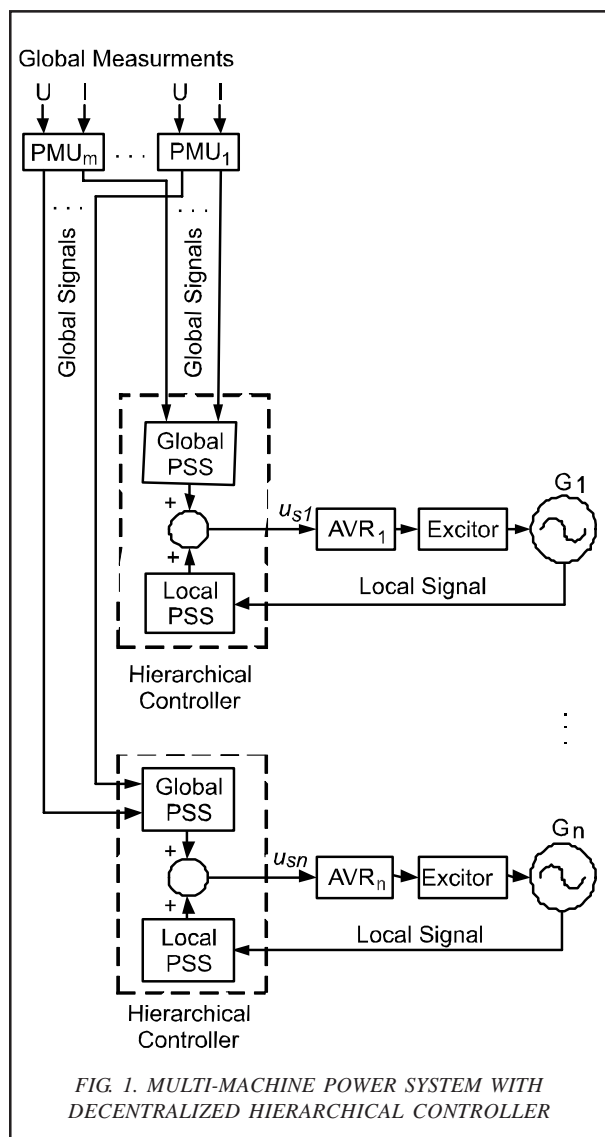 Global Measurments
U I U I
PMUm . . . PMU1
. . . . . .
Global Signals Global Signals
Global
PSS
+
us1
AVR1 Excitor G1
+
Local
PSS
Local Signal
Hierarchical
Controller
. . .
Global
PSS
+
usn
AVRn Excitor Gn
+
Local
PSS
Local Signal
Hierarchical
Controller
FIG. 1. MULTI-MACHINE POWER SYSTEM WITH
DECENTRALIZED HIERARCHICAL CONTROLLER